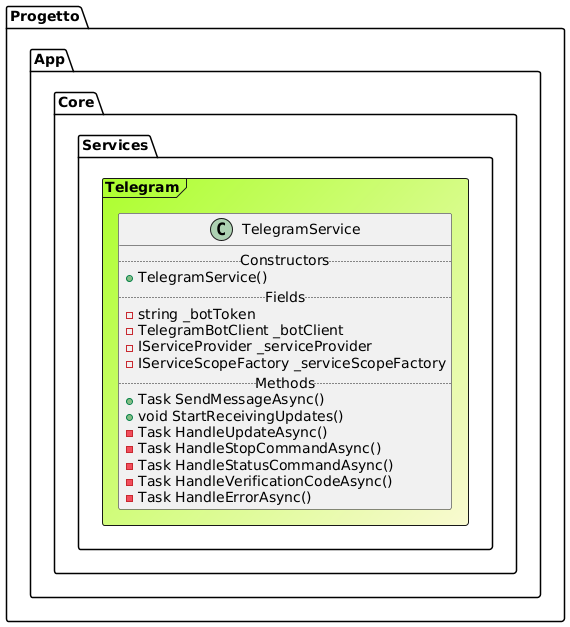 Progetto
App
Core
Services
Telegram
C TelegramService
Constructors
TelegramService()
Fields
string _botToken
TelegramBotClient _botClient
IServiceProvider _serviceProvider
IServiceScopeFactory _serviceScopeFactory
Methods
Task SendMessageAsync()
void StartReceivingUpdates()
Task HandleUpdateAsync()
Task HandleStopCommandAsync()
Task HandleStatusCommandAsync()
Task HandleVerificationCodeAsync()
Task HandleErrorAsync()